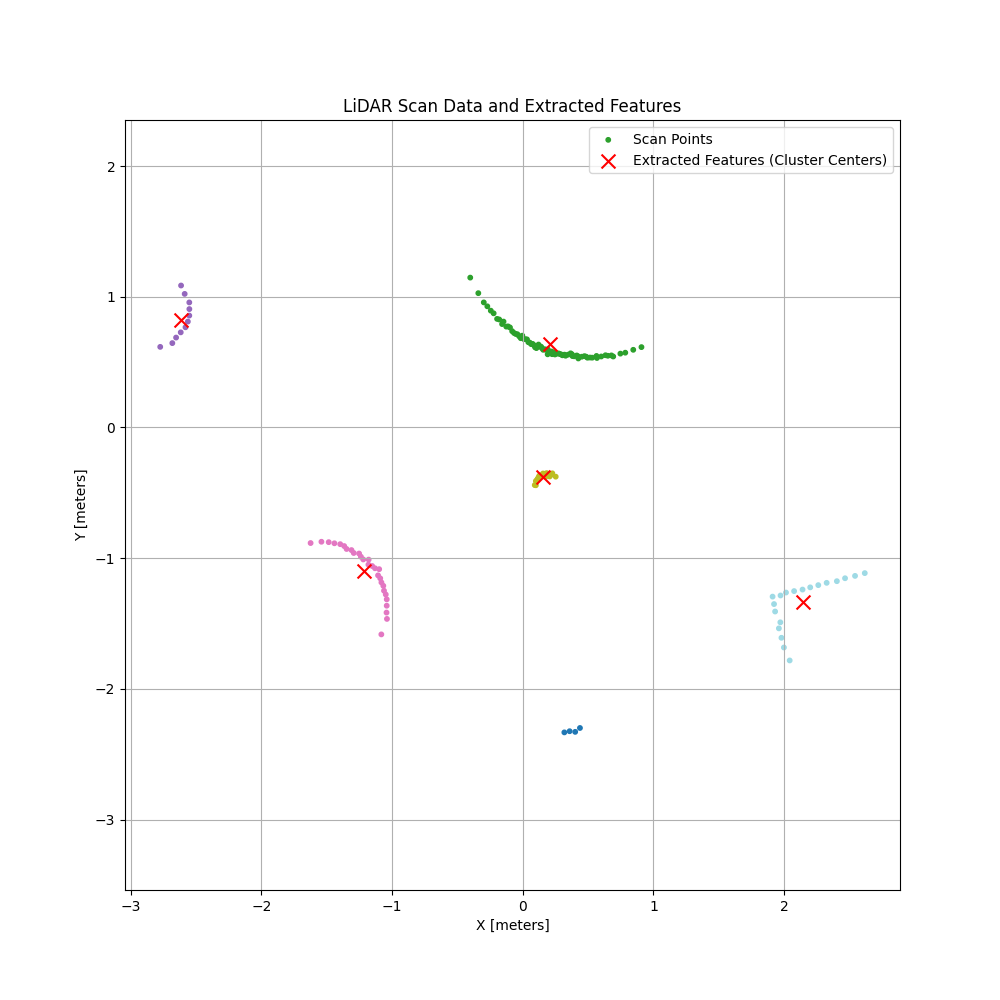 LiDAR Scan Data and Extracted Features
Scan Points
Extracted Features (Cluster Centers)
2
1
0
−1
−2
−3
Y [meters]
−3 −2 −1 0 1 2
X [meters]